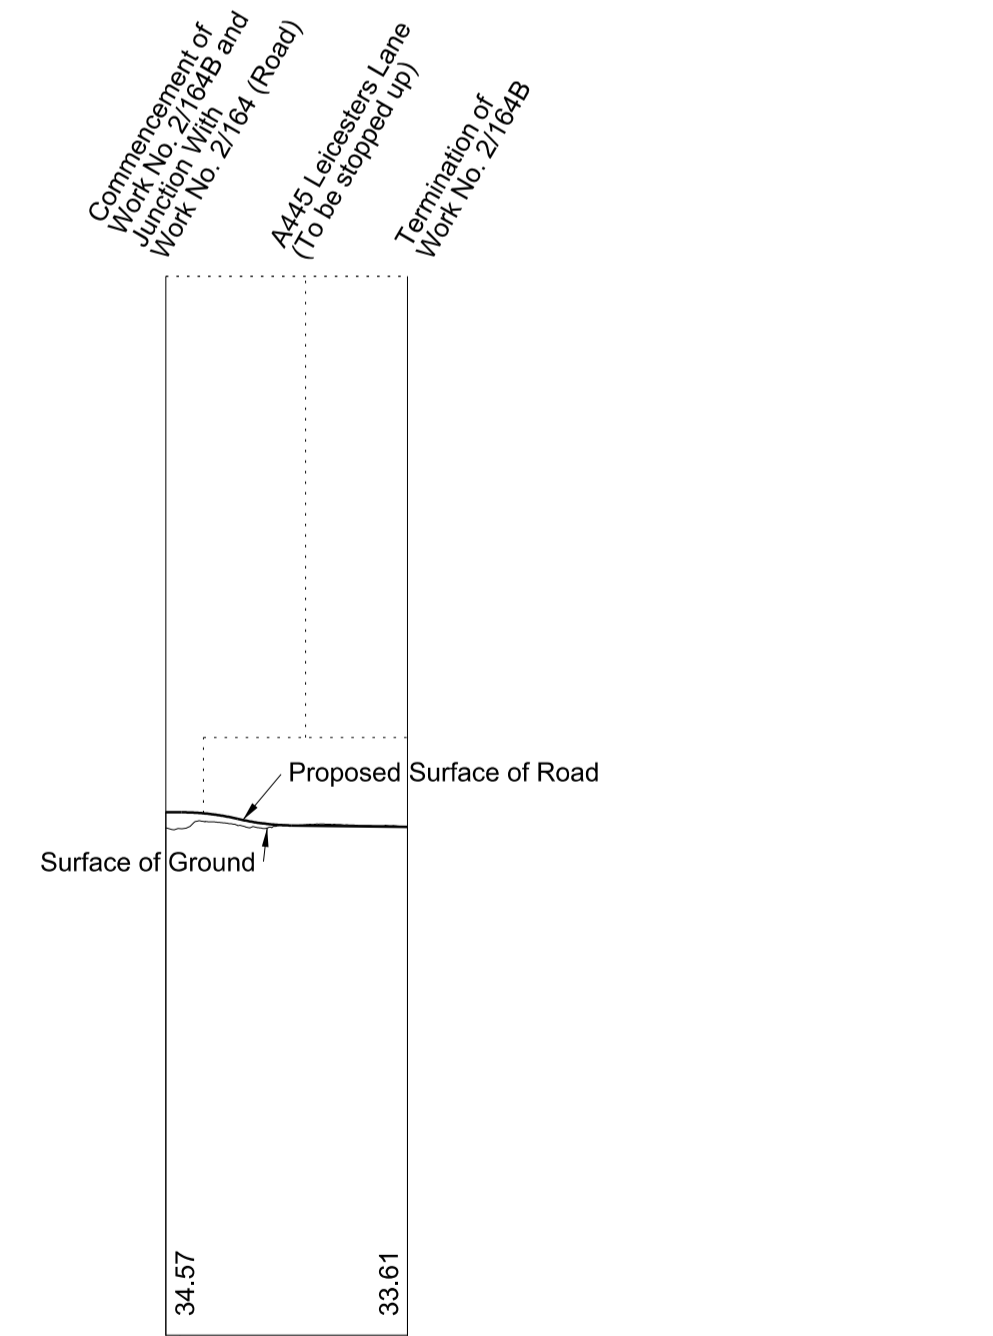 Commencement of
Work No. 2/164B and
Junction With
Work No. 2/164 (Road)
A445 Leicesters Lane
(To be stopped up)
Termination of
Work No. 2/164B
Proposed Surface of Road
Surface of Ground
34.57
33.61